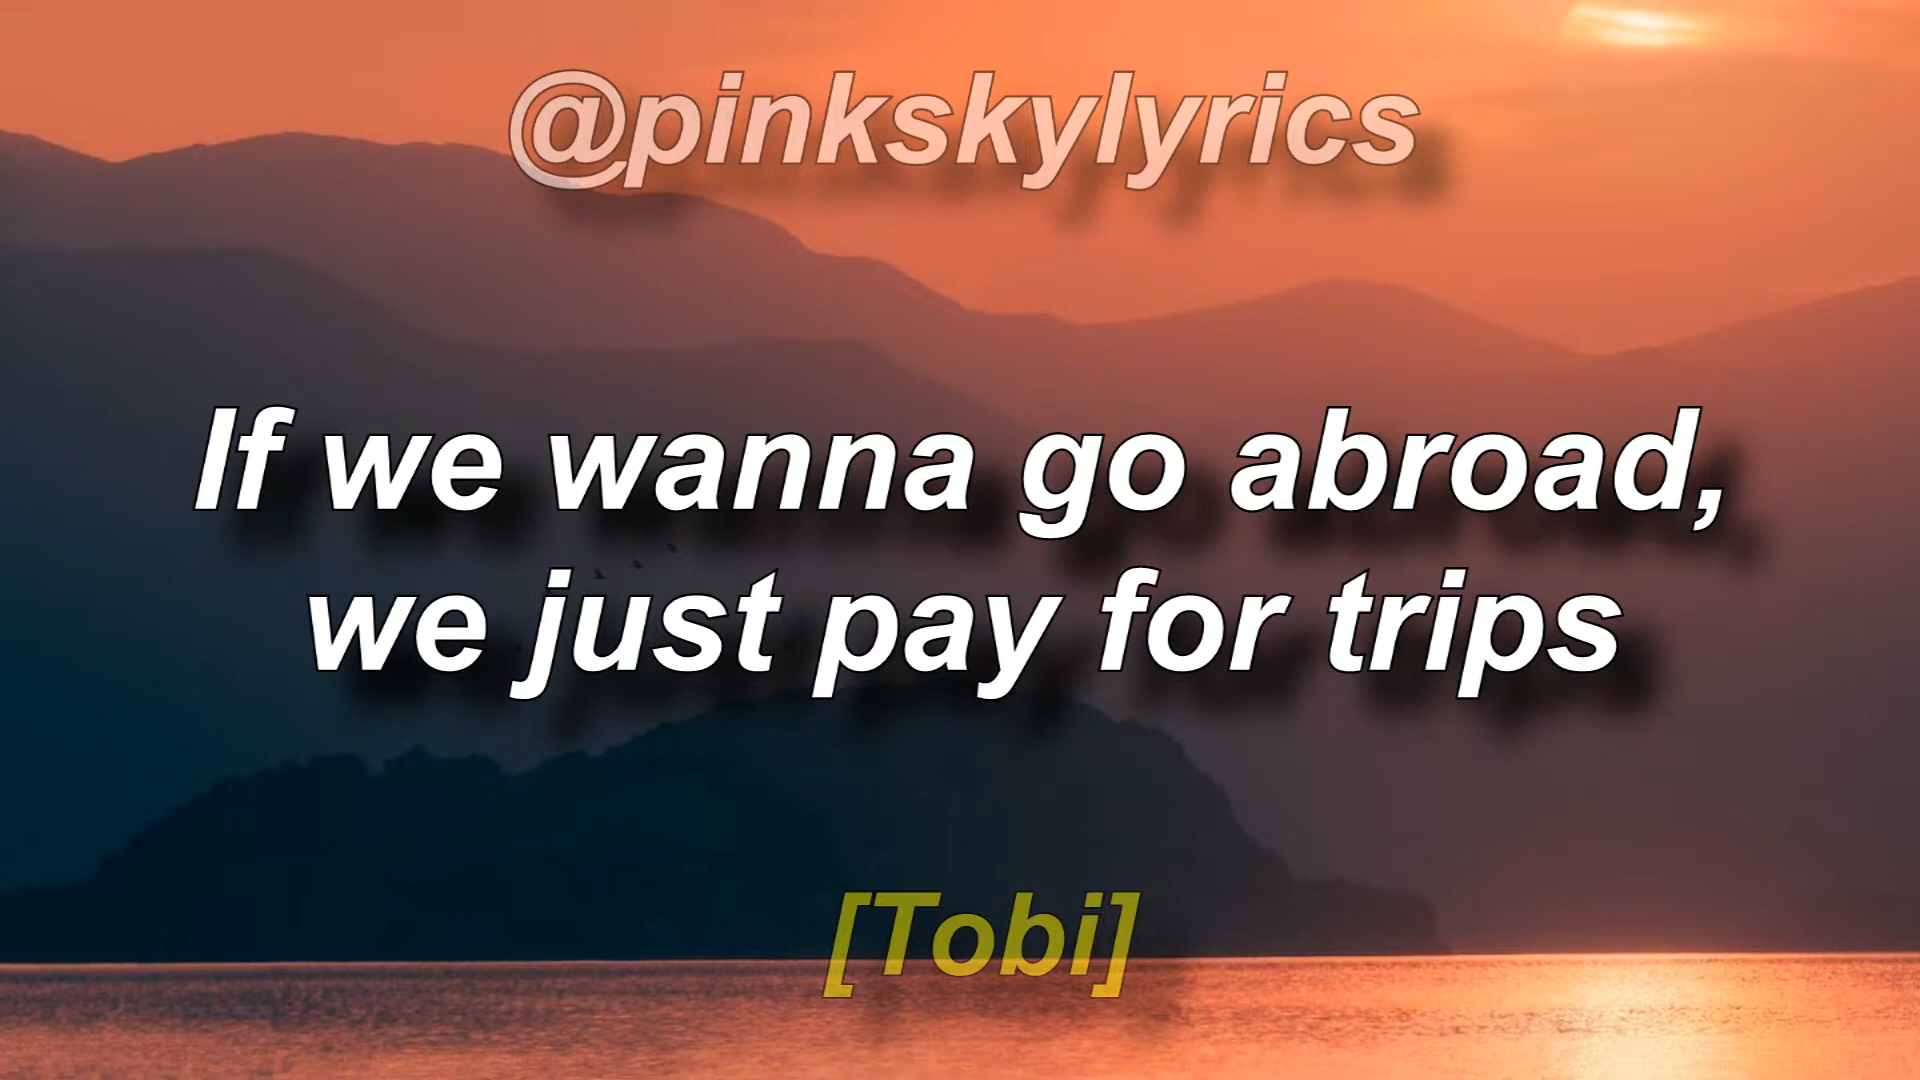 @pinkskylyrics
If we wanna go abroad,
we just pay for trips
[Tobi]